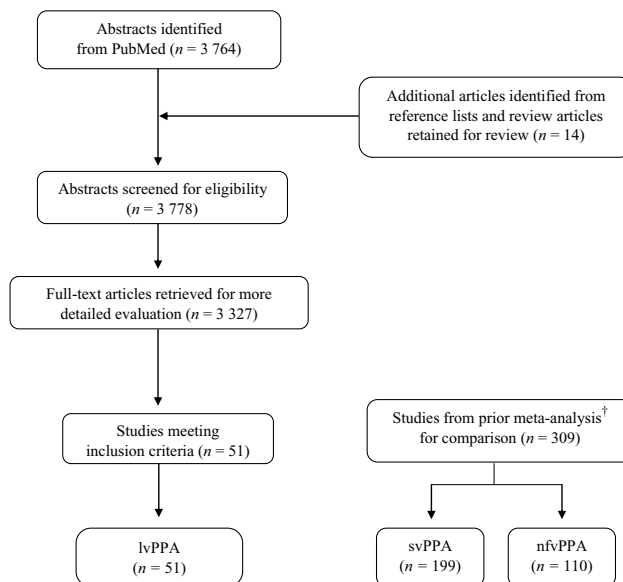 Abstracts identified
from PubMed (n = 3 764)
Additional articles identified from
reference lists and review articles
retained for review (n = 14)
Abstracts screened for eligibility
(n = 3 778)
Full-text articles retrieved for more
detailed evaluation (n = 3 327)
Studies meeting
inclusion criteria (n = 51)
Studies from prior meta-analysis†
for comparison (n = 309)
lvPPA
(n = 51)
svPPA
(n = 199)
nfvPPA
(n = 110)